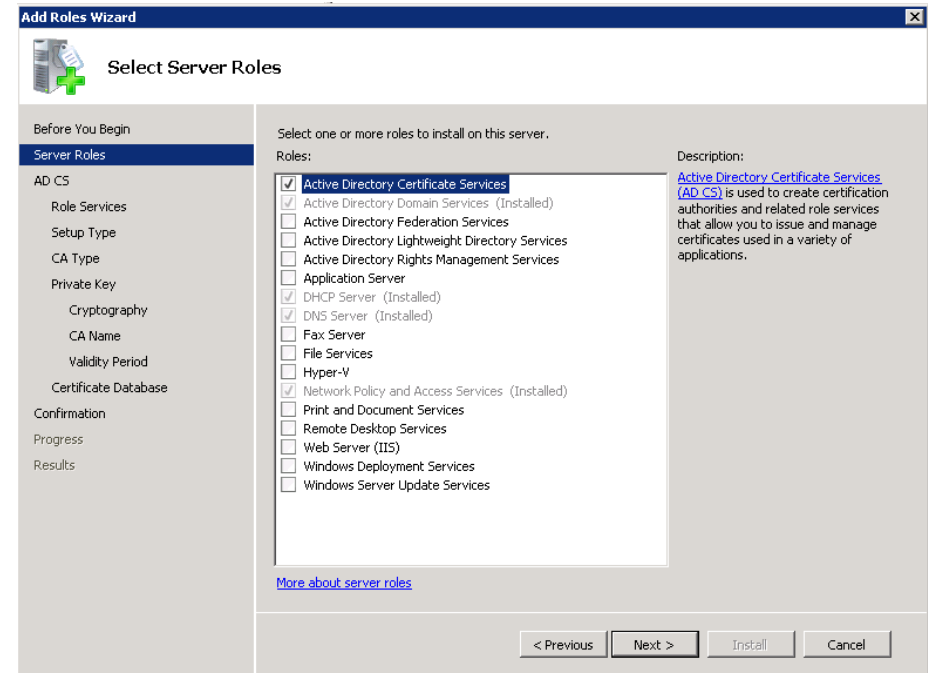 Add Roles Wizard
Select Server Roles
Before You Begin
Server Roles
AD CS
Role Services
Setup Type
CA Type
Private Key
Cryptography
CA Name
Validity Period
Certificate Database
Confirmation
Progress
Results
Select one or more roles to install on this server.
Roles:
Active Directory Certificate Services
Active Directory Domain Services (Installed)
Active Directory Federation Services
Active Directory Lightweight Directory Services
Active Directory Rights Management Services
Application Server
DHCP Server (Installed)
DNS Server (Installed)
Fax Server
File Services
Hyper-V
Network Policy and Access Services (Installed)
Print and Document Services
Remote Desktop Services
Web Server (IIS)
Windows Deployment Services
Windows Server Update Services
More about server roles
Description:
Active Directory Certificate Services
(AD CS) is used to create certification
authorities and related role services
that allow you to issue and manage
certificates used in a variety of
applications.
< Previous
Next >
Install
Cancel